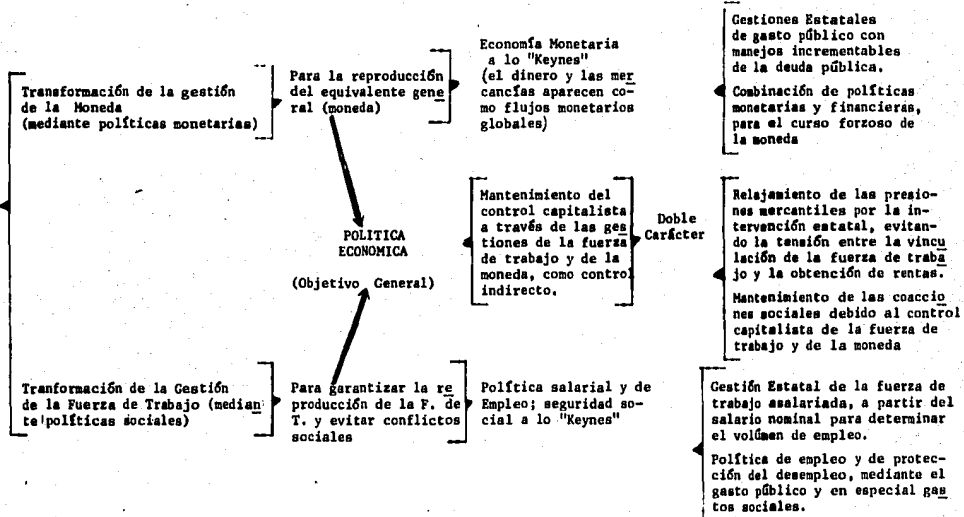 Transformación de la gestión
de la Moneda
(mediante políticas monetarias)
Para la reproducción
del equivalente gene
ral (moneda)
Economía Monetaria
a lo "Keynes"
(el dinero y las mer
cancías aparecen co-
mo flujos monetarios
globales)
Gestiones Estatales
de gasto público con
manejos incrementables
de la deuda pública.
Combinación de políticas
monetarias y financieras,
para el curso forzoso de
la moneda
POLITICA
ECONOMICA
(Objetivo General)
Mantenimiento del
control capitalista
a través de las ges
tiones de la fuerza
de trabajo y de la
moneda, como control
indirecto.
Doble
Carácter
Relajamiento de las presio-
nes mercantiles por la in-
tervención estatal, evitan-
do la tensión entre la vincu
lación de la fuerza de traba
jo y la obtención de rentas.
Mantenimiento de las coaccio
nes sociales debido al control
capitalista de la fuerza de
trabajo y de la moneda
Tranformación de la Gestión
de la Fuerza de Trabajo (median
te políticas sociales)
Para garantizar la re
producción de la F. de
T. y evitar conflictos
sociales
Política salarial y de
Empleo; seguridad so-
cial a lo "Keynes"
Gestión Estatal de la fuerza de
trabajo asalariada, a partir del
salario nominal para determinar
el volúmen de empleo.
Política de empleo y de protec-
ción del desempleo, mediante el
gasto público y en especial gas
tos sociales.